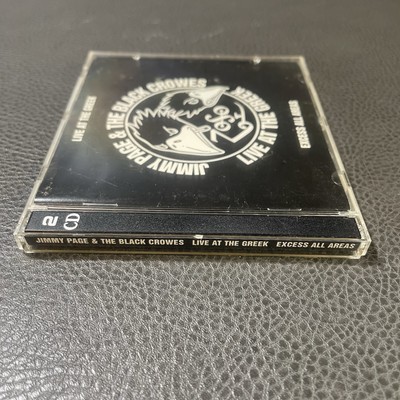 LIVE AT THE GREEK
JIMMY PAGE & THE BLACK CROWES
LIVE AT THE GREEK
EXCESS ALL AREAS
2
CD
JIMMY PAGE & THE BLACK CROWES LIVE AT THE GREEK EXCESS ALL AREAS